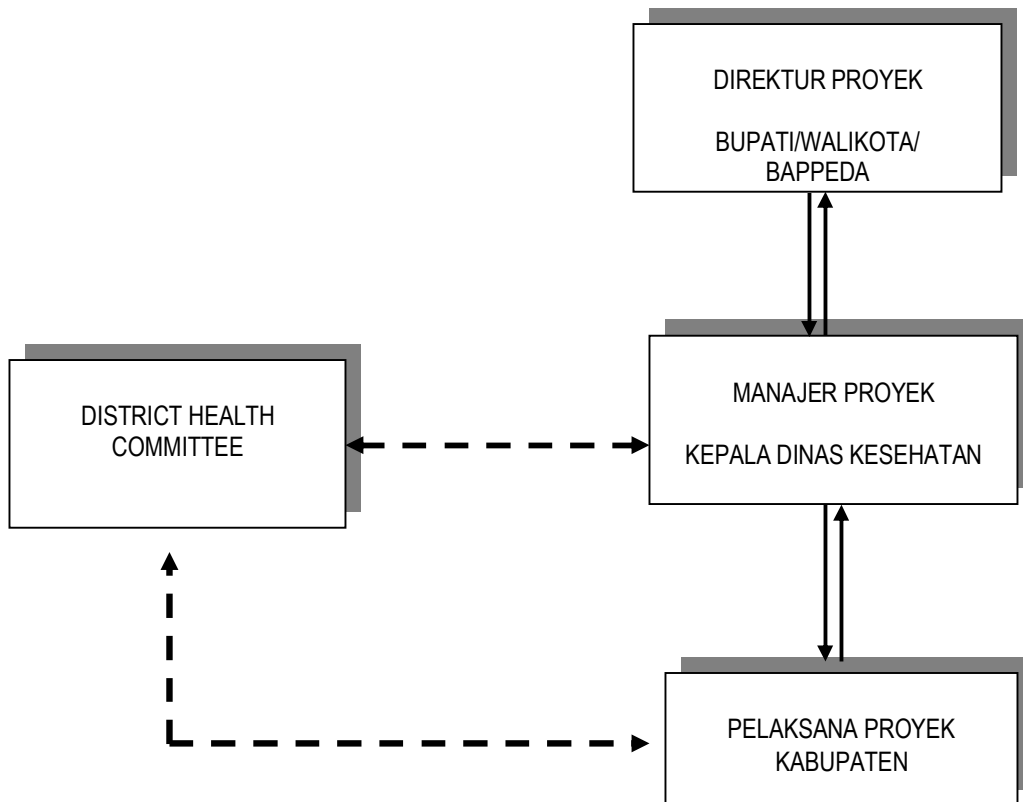 DIREKTUR PROYEK
BUPATI/WALIKOTA/
BAPPEDA
DISTRICT HEALTH
COMMITTEE
MANAJER PROYEK
KEPALA DINAS KESEHATAN
PELAKSANA PROYEK
KABUPATEN